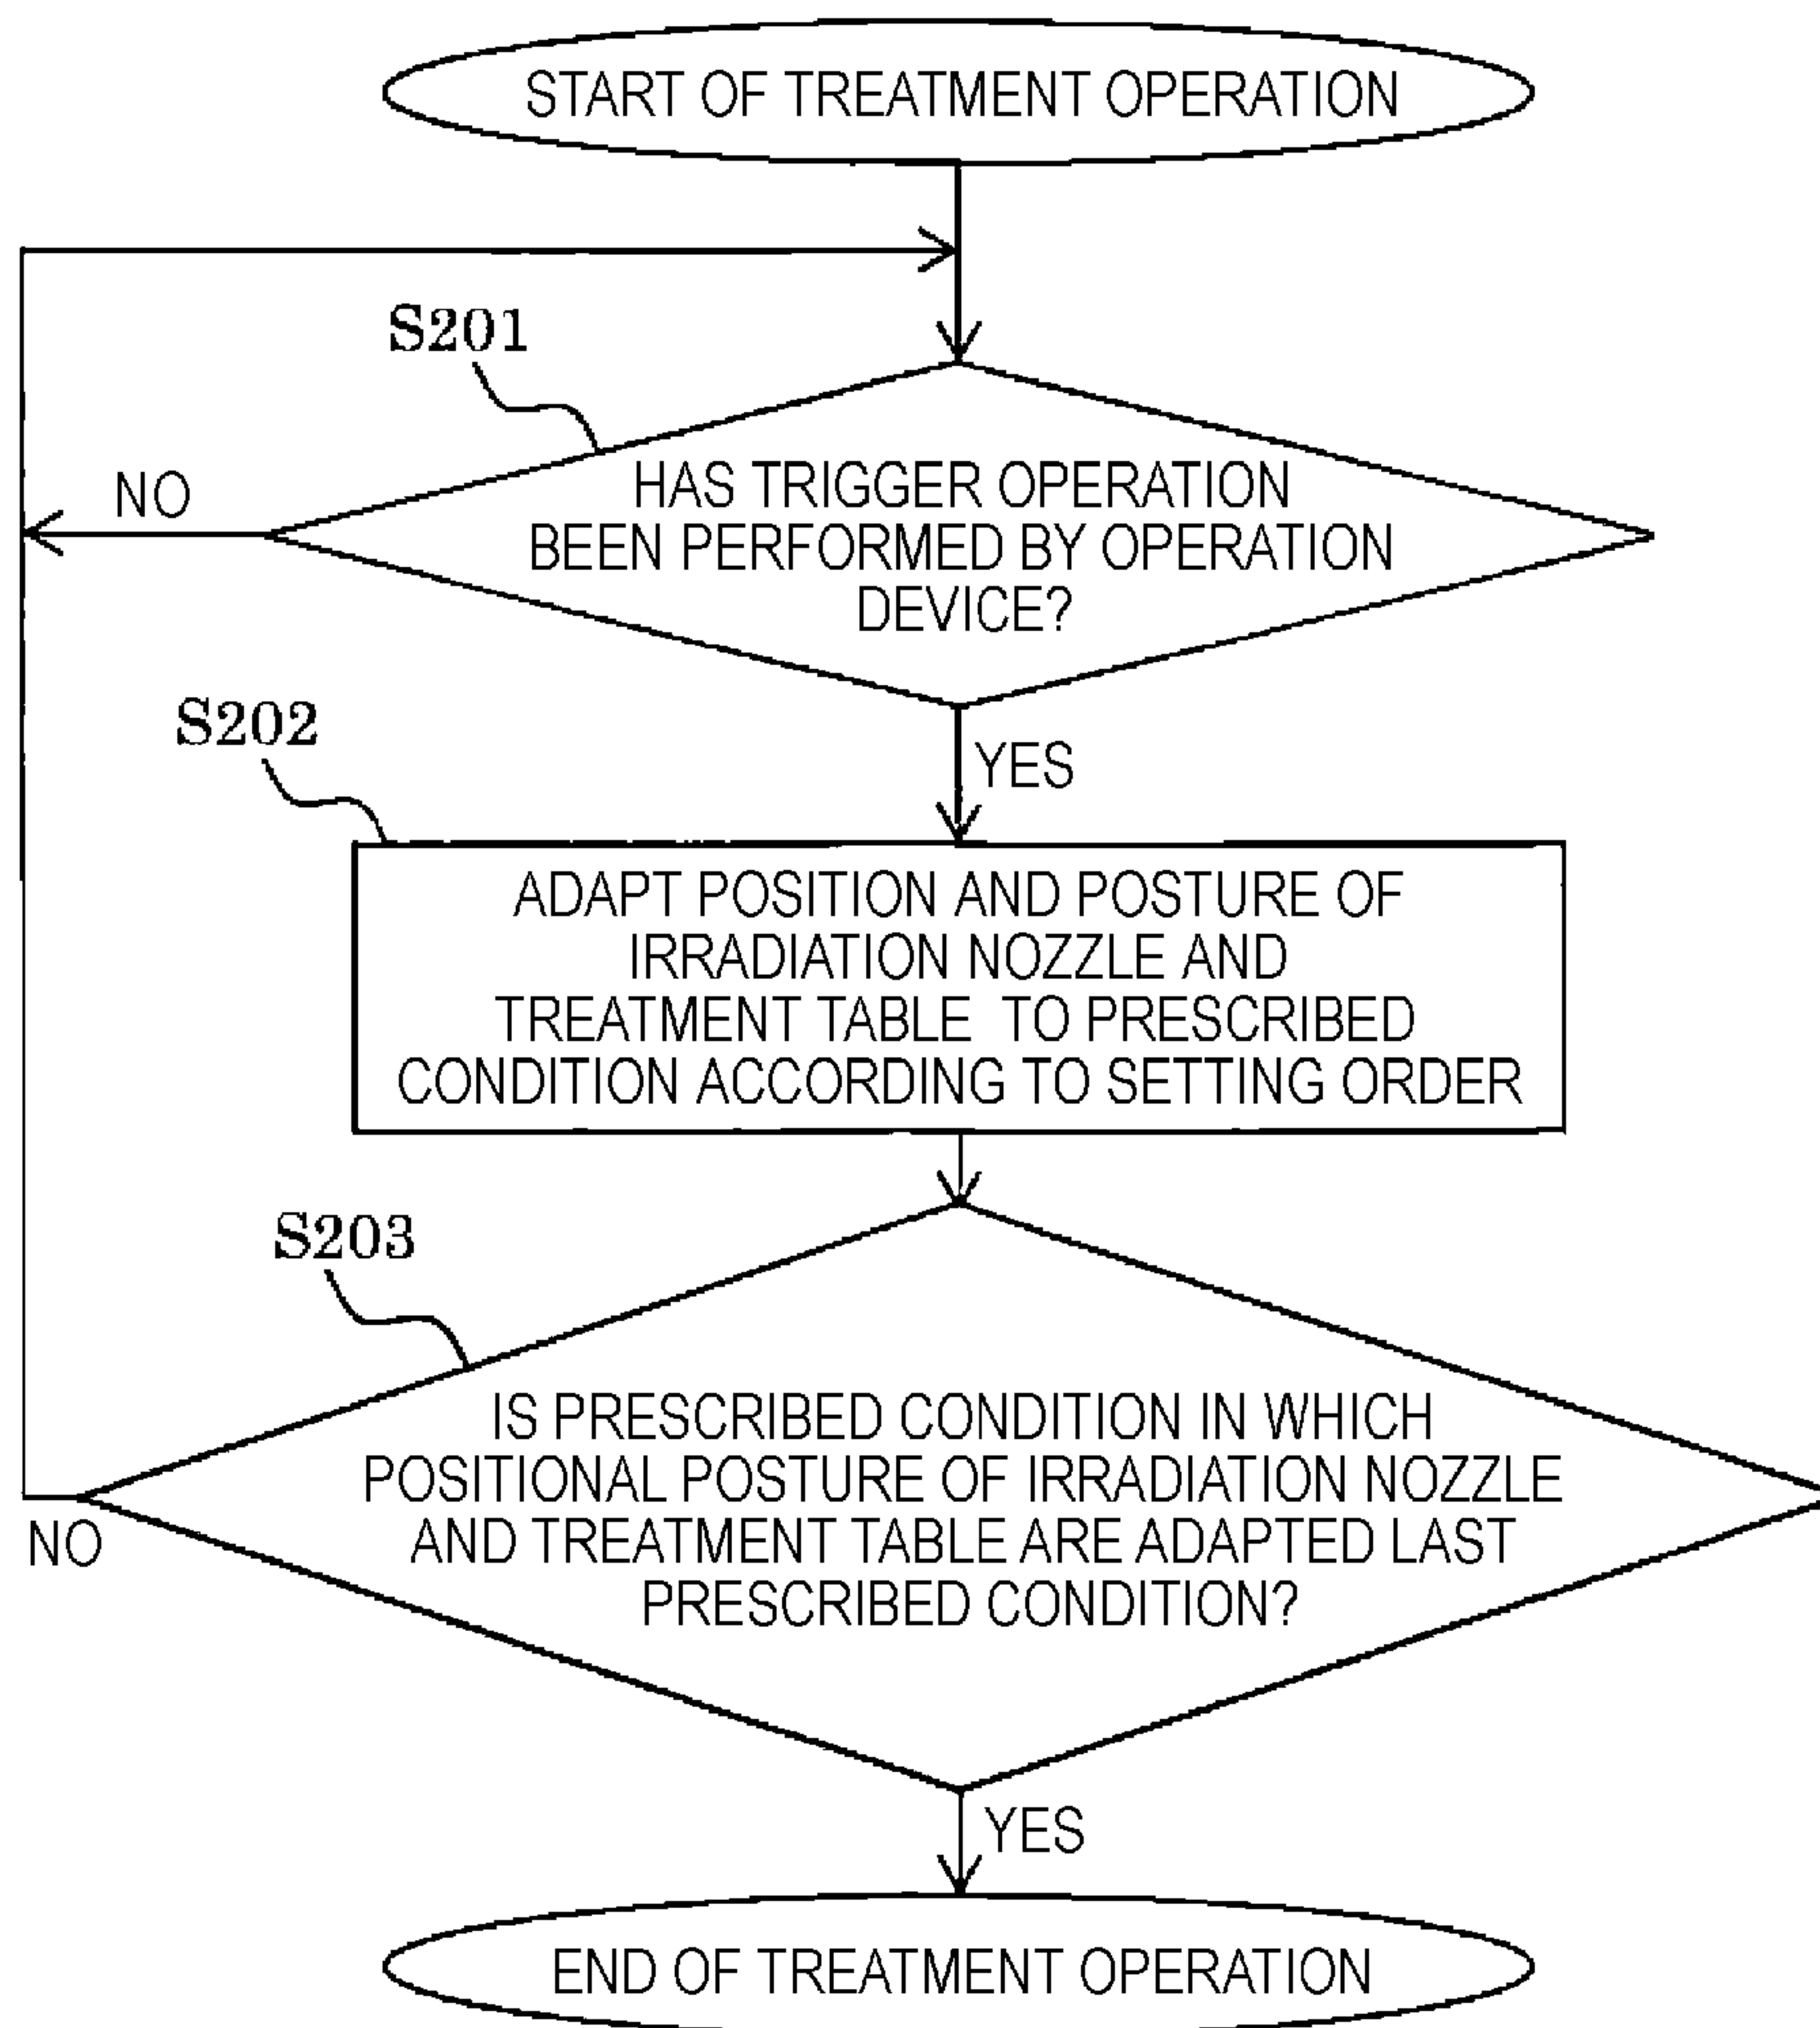 START OF TREATMENT OPERATION
S201
NO
HAS TRIGGER OPERATION
BEEN PERFORMED BY OPERATION
DEVICE?
S202
YES
ADAPT POSITION AND POSTURE OF
IRRADIATION NOZZLE AND
TREATMENT TABLE TO PRESCRIBED
CONDITION ACCORDING TO SETTING ORDER
S203
IS PRESCRIBED CONDITION IN WHICH
POSITIONAL POSTURE OF IRRADIATION NOZZLE
AND TREATMENT TABLE ARE ADAPTED LAST
PRESCRIBED CONDITION?
NO
YES
END OF TREATMENT OPERATION